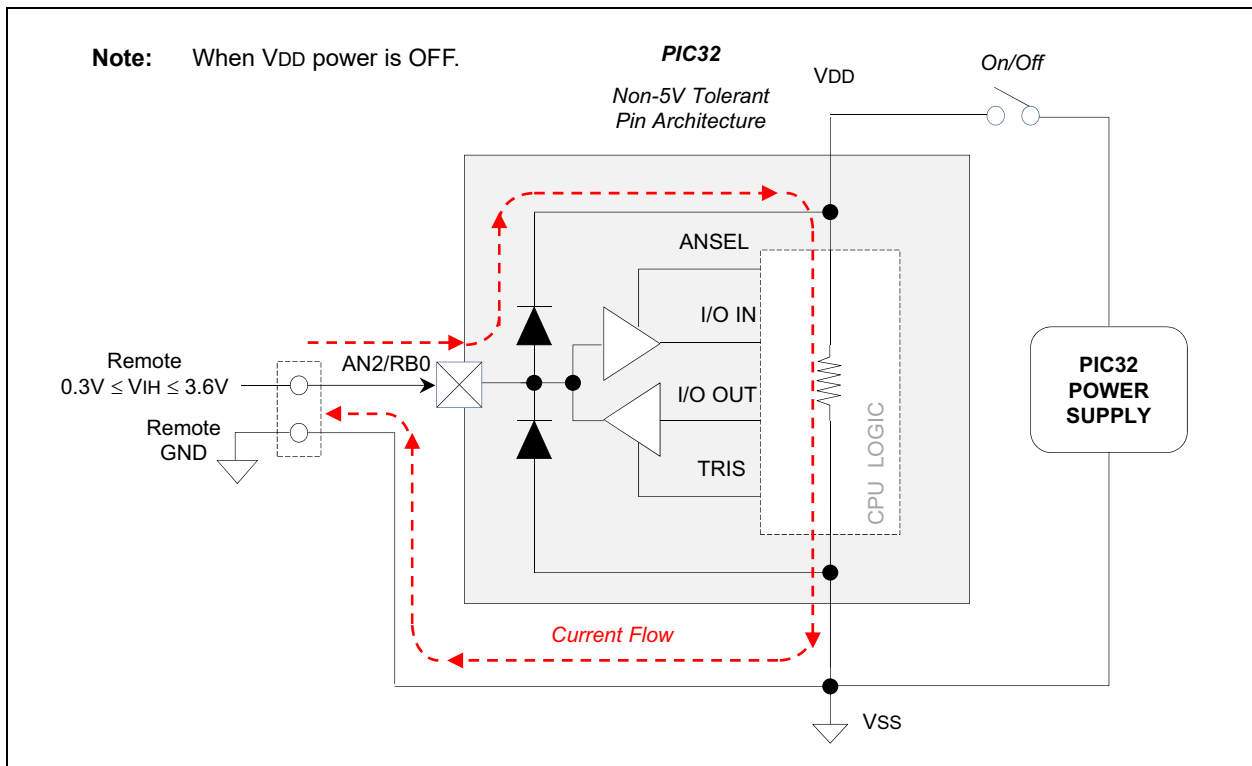 Note: When VDD power is OFF.
PIC32
Non-5V Tolerant
Pin Architecture
VDD
On/Off
ANSEL
I/O IN
AN2/RB0
Remote
0.3V ≤ VIH ≤ 3.6V
Remote
GND
I/O OUT
TRIS
CPU LOGIC
PIC32
POWER
SUPPLY
Current Flow
VSS